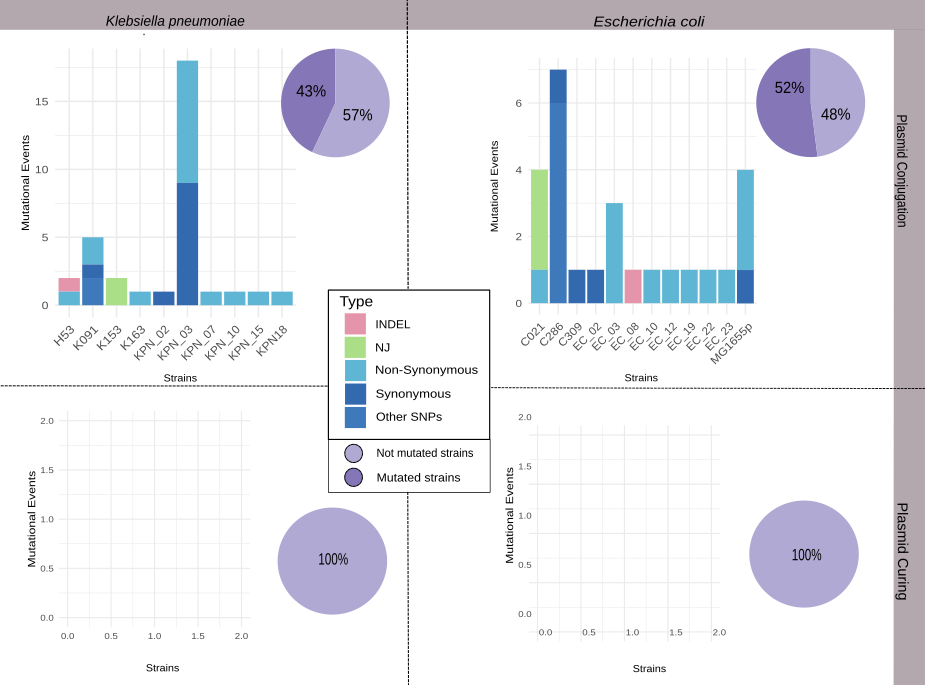 Klebsiella pneumoniae
Escherichia coli
Plasmid Conjugation
Mutational Events
15
10
5
0
43%
57%
H53
K091
K153
K163
KPN_02
KPN_03
KPN_07
KPN_10
KPN_15
KPN18
Strains
Mutational Events
6
4
2
0
52%
48%
C021
C286
C309
EC_02
EC_03
EC_08
EC_10
EC_12
EC_19
EC_22
EC_23
MG1655p
Strains
Type
INDEL
NJ
Non-Synonymous
Synonymous
Other SNPs
Not mutated strains
Mutated strains
Plasmid Curing
Mutational Events
2.0
1.5
1.0
0.5
0.0
0.0 0.5 1.0 1.5 2.0
Strains
100%
Mutational Events
2.0
1.5
1.0
0.5
0.0
0.0 0.5 1.0 1.5 2.0
Strains
100%